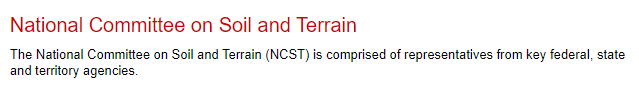 National Committee on Soil and Terrain
The National Committee on Soil and Terrain (NCST) is comprised of representatives from key federal, state
and territory agencies.